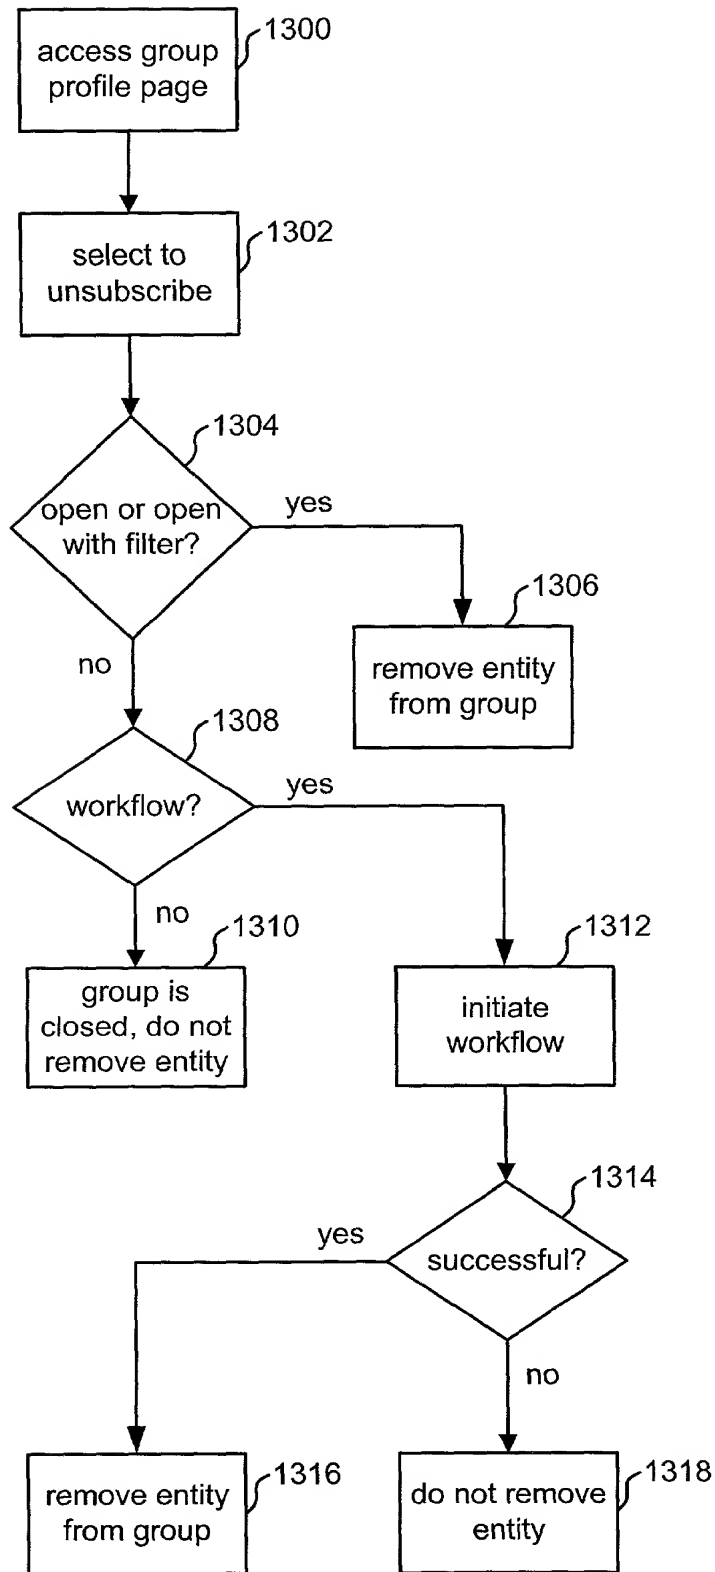 1300
access group
profile page
1302
select to
unsubscribe
1304
open or open
with filter?
yes
1306
remove entity
from group
no
1308
workflow?
yes
no
1310
group is
closed, do not
remove entity
1312
initiate
workflow
1314
successful?
yes
no
1316
remove entity
from group
1318
do not remove
entity